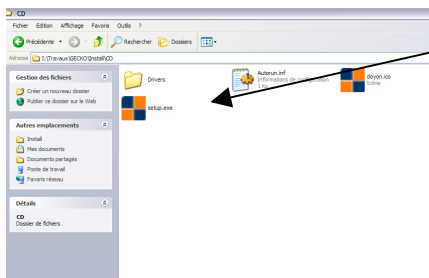 CD
Fichier Edition Affichage Favoris Outils ?
Précédente Rechercher Dossiers
Adresse I:\Travaux\GECKO\Install\CD
Gestion des fichiers
Créer un nouveau dossier
Publier ce dossier sur le Web
Autres emplacements
Install
Mes documents
Documents partagés
Poste de travail
Favoris réseau
Détails
CD
Dossier de fichiers
Drivers
Autorun.inf
Informations de configuration
1 Ko
doyon.ico
Icône
setup.exe